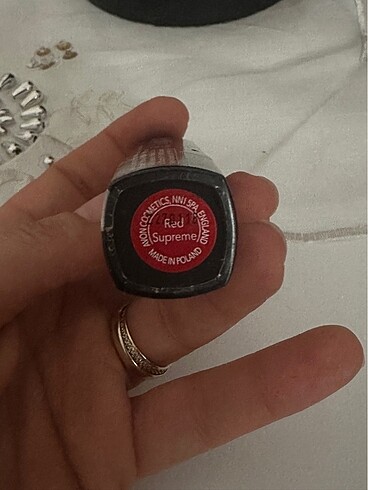 AVON COSMETICS, NN1 5PA, ENGLAND
Red
Supreme
MADE IN POLAND